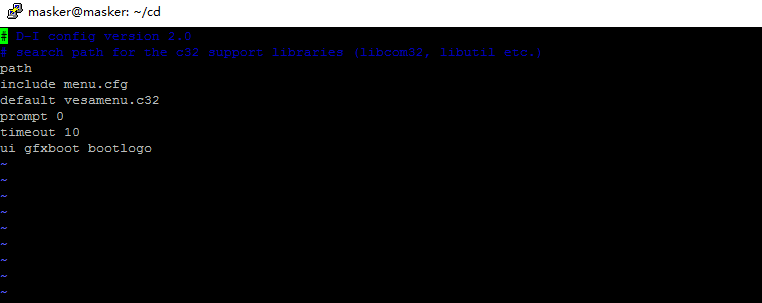 masker@masker: ~/cd
# D-I config version 2.0
# search path for the c32 support libraries (libcom32, libutil etc.)
path
include menu.cfg
default vesamenu.c32
prompt 0
timeout 10
ui gfxboot bootlogo
~
~
~
~
~
~
~
~
~